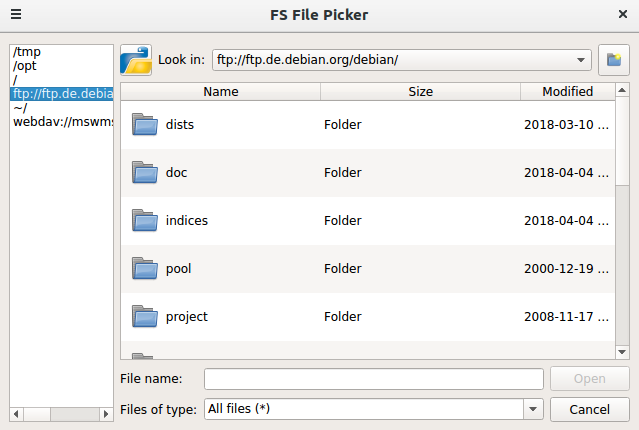 FS File Picker
/tmp
/opt
/
ftp://ftp.de.debia
~/
webdav://mswms
Look in: ftp://ftp.de.debian.org/debian/
Name Size Modified
dists Folder 2018-03-10 ...
doc Folder 2018-04-04 ...
indices Folder 2018-04-04 ...
pool Folder 2000-12-19 ...
project Folder 2008-11-17 ...
File name: Open
Files of type: All files (*) Cancel